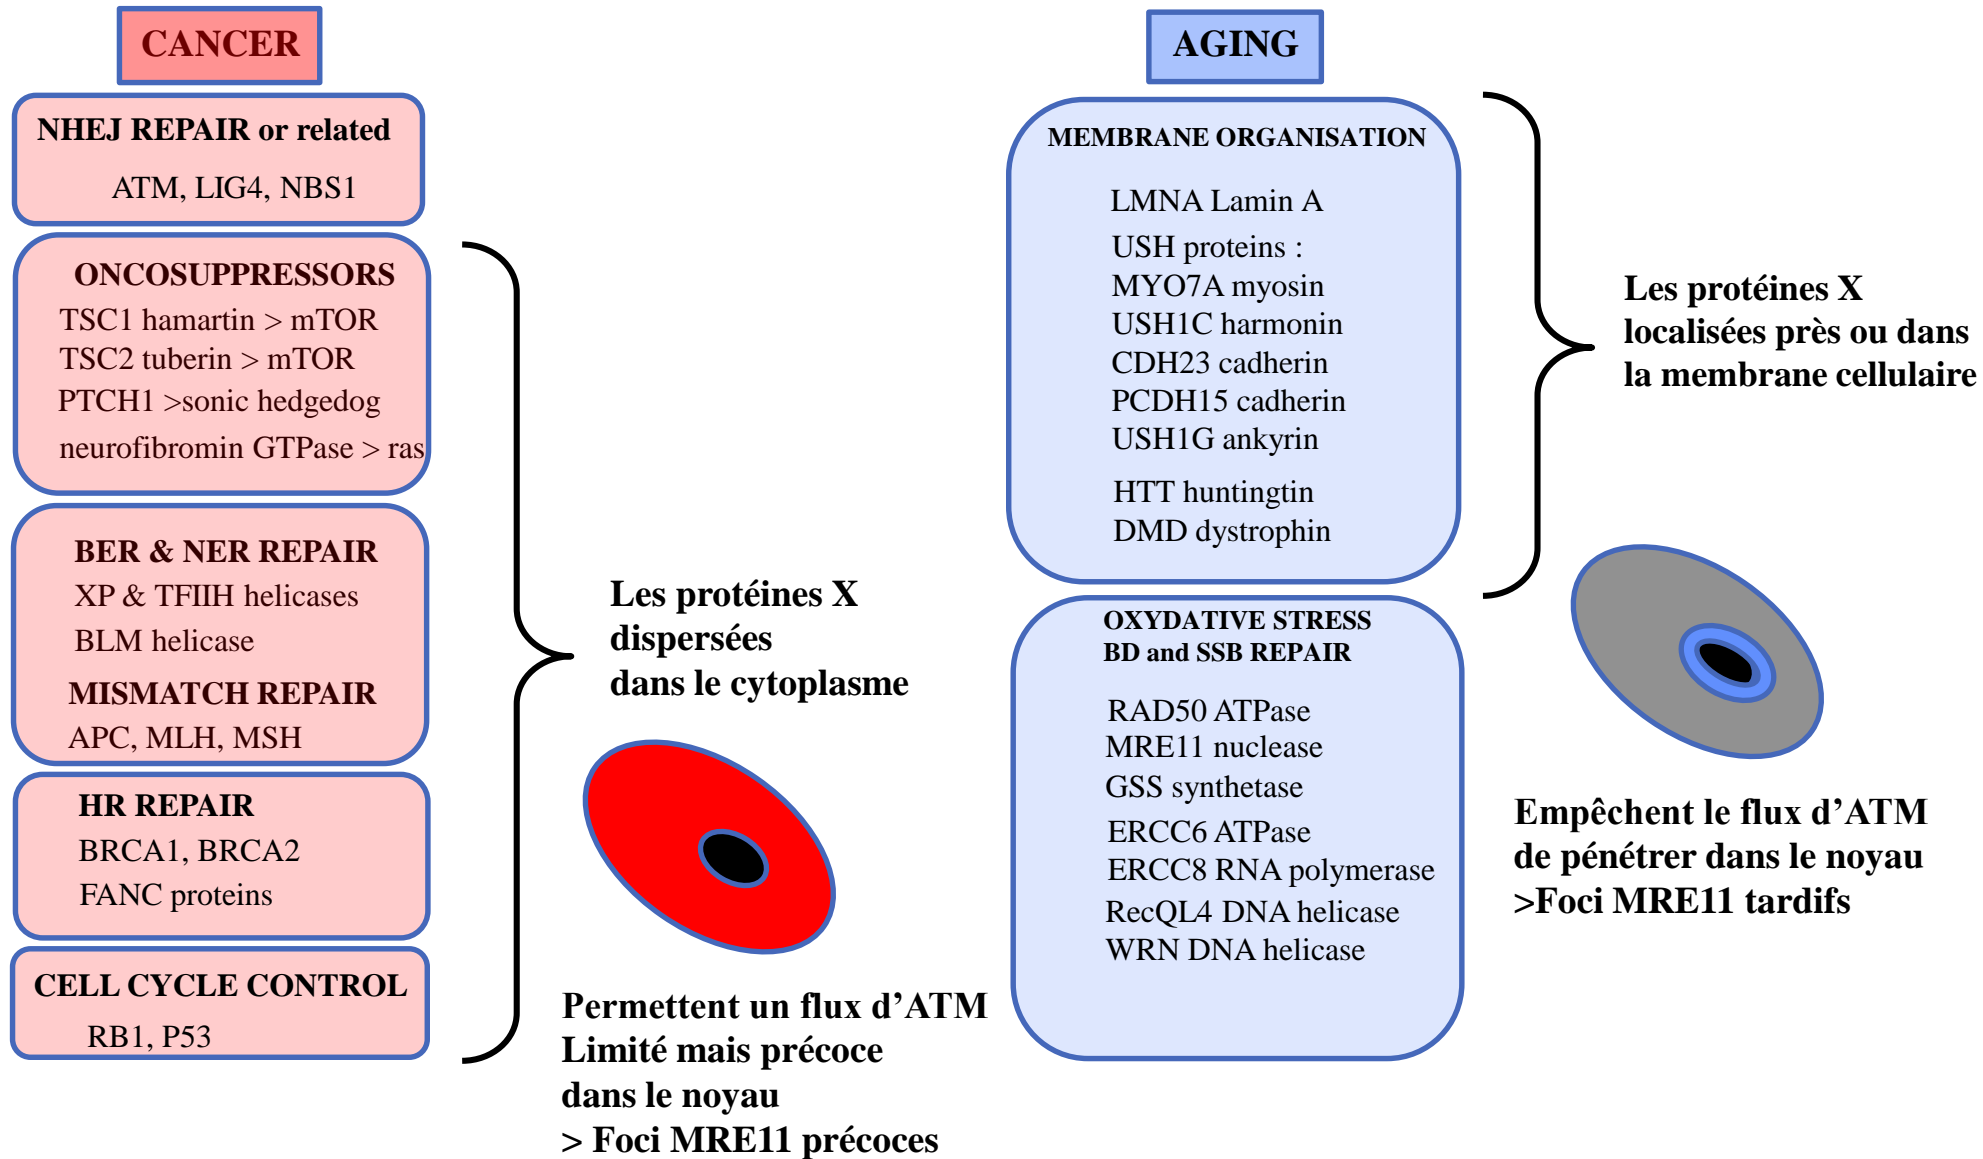 CANCER
NHEJ REPAIR or related
ATM, LIG4, NBS1
ONCOSUPPRESSORS
TSC1 hamartin > mTOR
TSC2 tuberin > mTOR
PTCH1 >sonic hedgedog
neurofibromin GTPase > ras
BER & NER REPAIR
XP & TFIIH helicases
BLM helicase
MISMATCH REPAIR
APC, MLH, MSH
HR REPAIR
BRCA1, BRCA2
FANC proteins
CELL CYCLE CONTROL
RB1, P53
Les protéines X
dispersées
dans le cytoplasme
Permettent un flux d’ATM
Limité mais précoce
dans le noyau
> Foci MRE11 précoces
AGING
MEMBRANE ORGANISATION
LMNA Lamin A
USH proteins :
MYO7A myosin
USH1C harmonin
CDH23 cadherin
PCDH15 cadherin
USH1G ankyrin
HTT huntingtin
DMD dystrophin
OXYDATIVE STRESS
BD and SSB REPAIR
RAD50 ATPase
MRE11 nuclease
GSS synthetase
ERCC6 ATPase
ERCC8 RNA polymerase
RecQL4 DNA helicase
WRN DNA helicase
Les protéines X
localisées près ou dans
la membrane cellulaire
Empêchent le flux d’ATM
de pénétrer dans le noyau
>Foci MRE11 tardifs